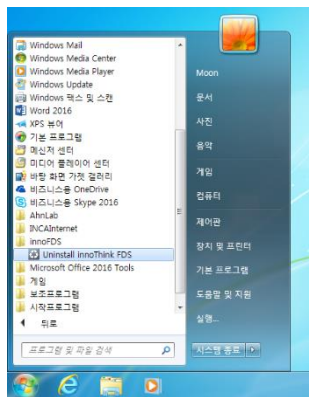 Windows Mail
Windows Media Center
Windows Media Player
Windows Update
Windows 팩스 및 스캔
Word 2016
XPS 뷰어
기본 프로그램
메신저 센터
미디어 플레이어 센터
바탕 화면 가젯 갤러리
비즈니스용 OneDrive
비즈니스용 Skype 2016
AhnLab
INCAInternet
innoFDS
Uninstall innoThink FDS
Microsoft Office 2016 Tools
게임
보조프로그램
시작프로그램
뒤로
프로그램 및 파일 검색
Moon
문서
사진
음악
게임
컴퓨터
제어판
장치 및 프린터
기본 프로그램
도움말 및 지원
실행...
시스템 종료